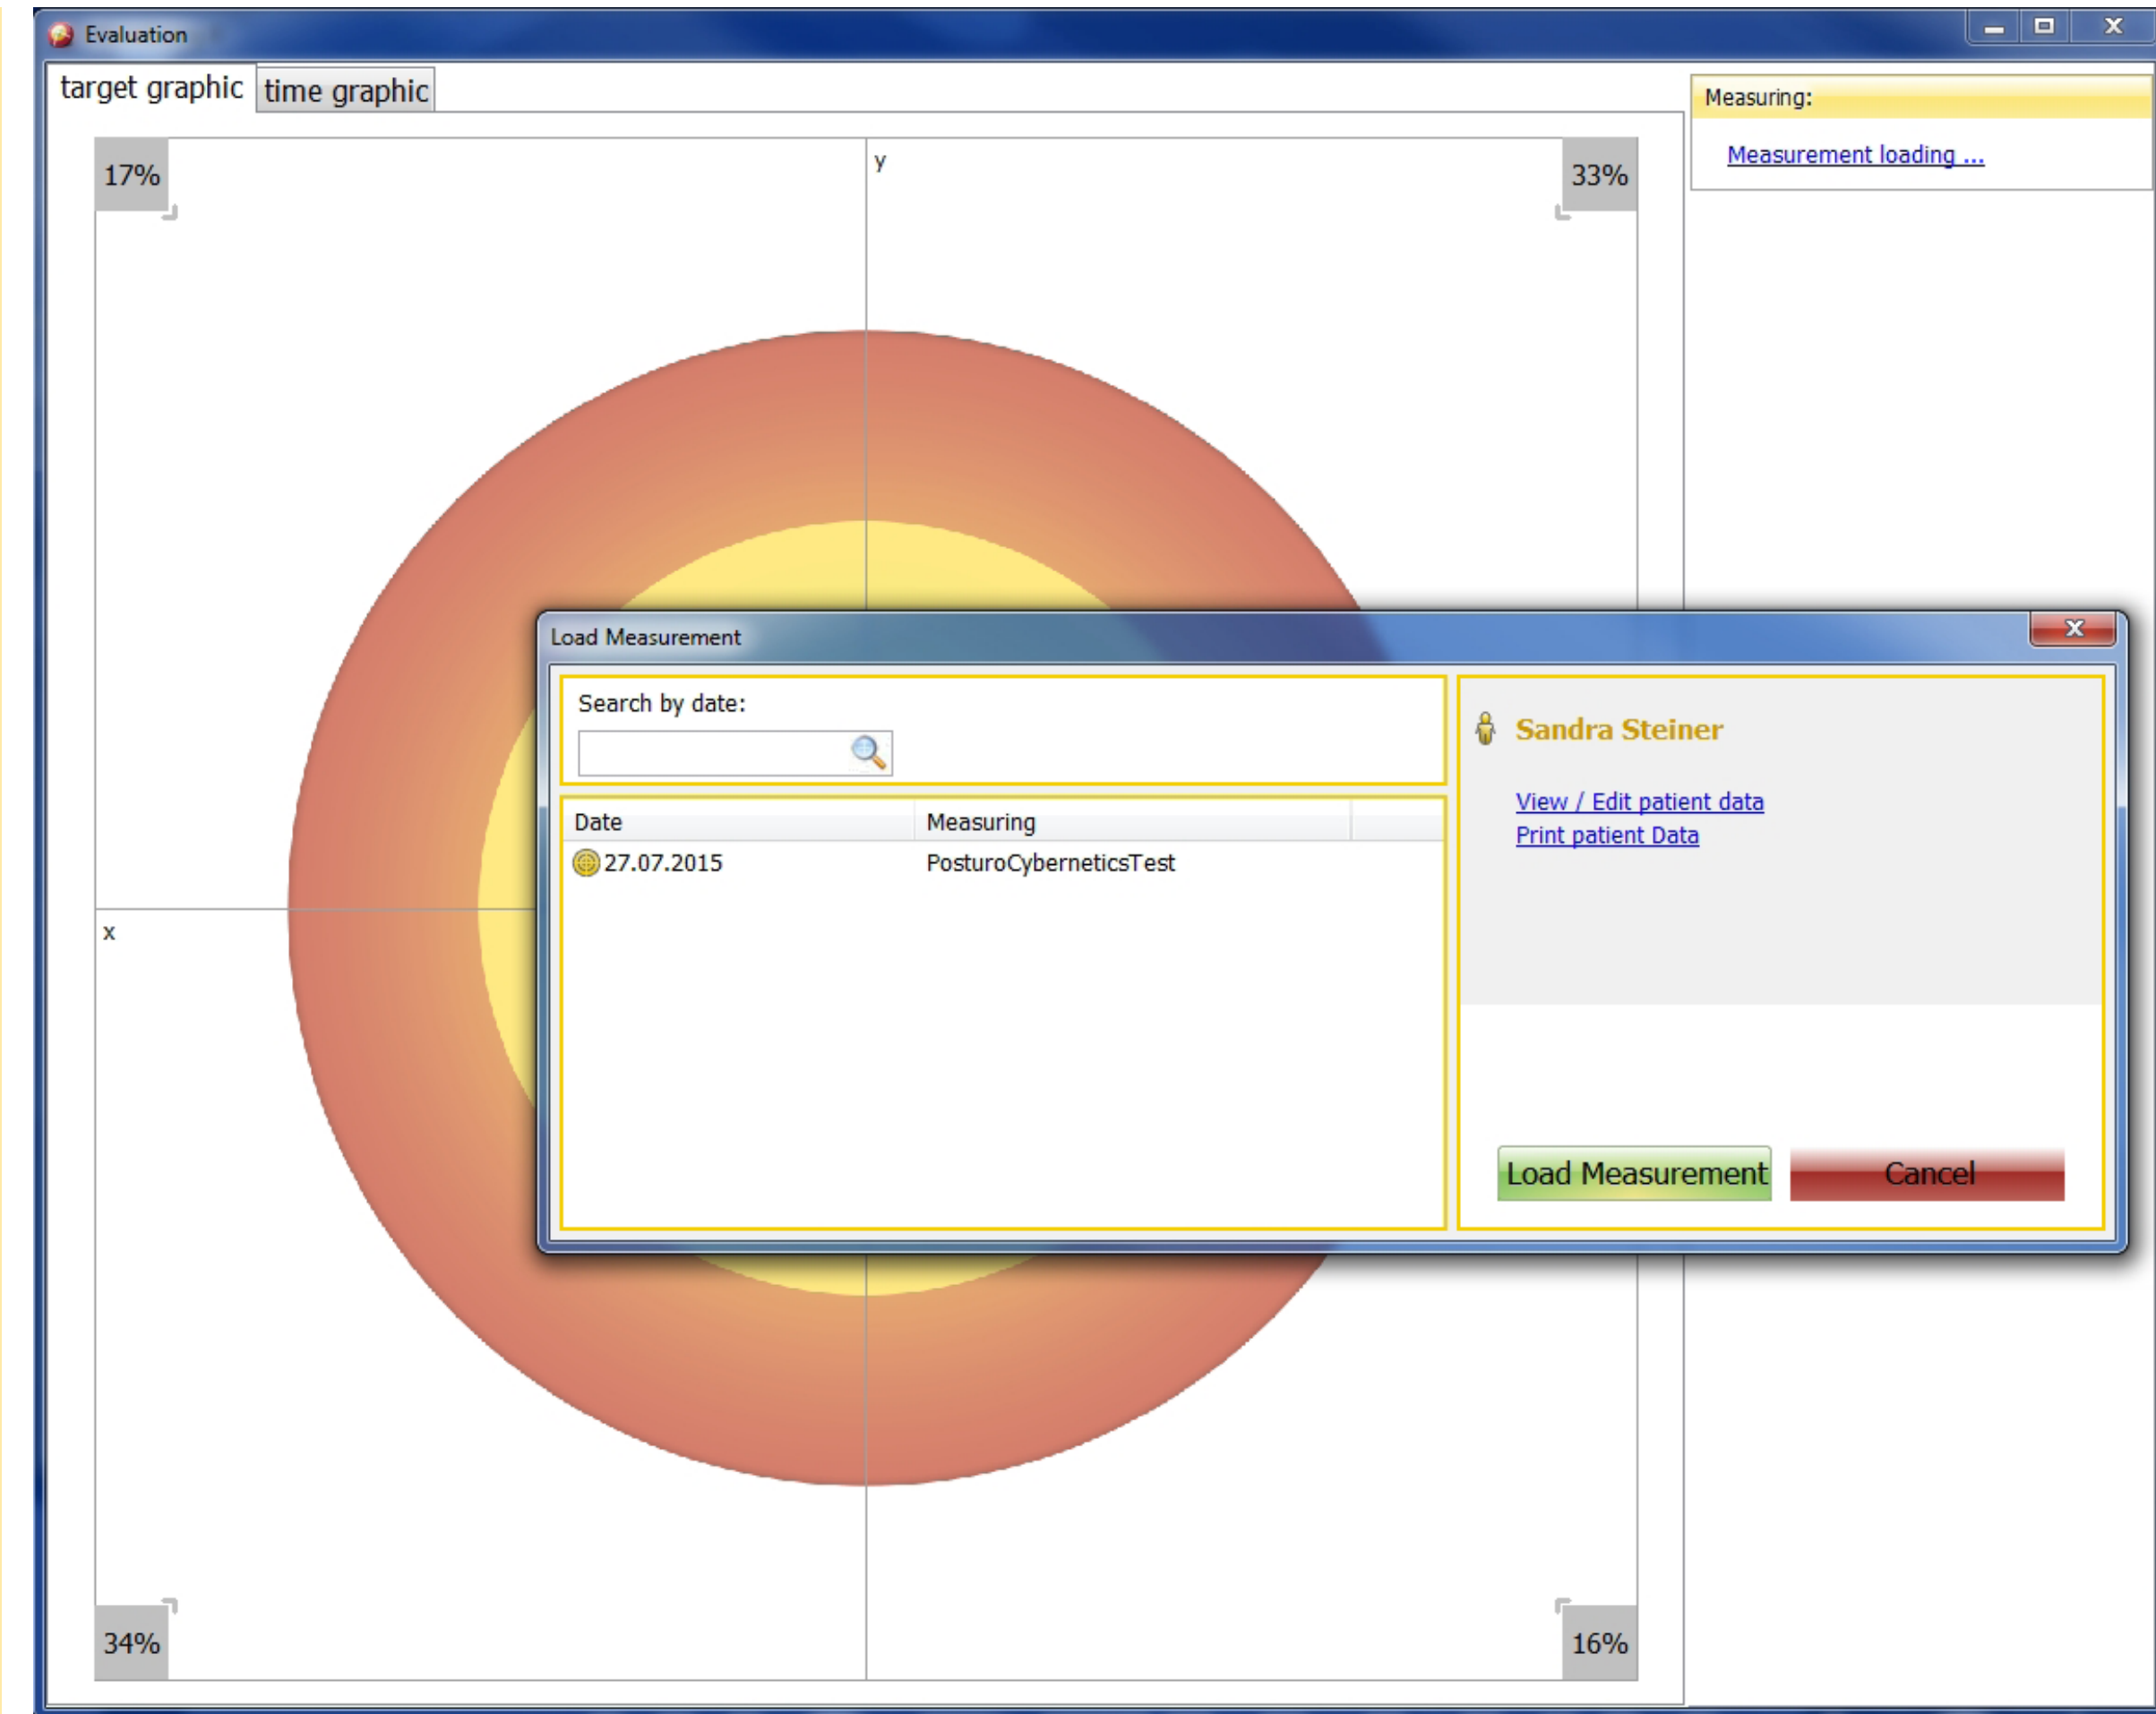 Evaluation
target graphic
time graphic
Measuring:
Measurement loading ...
17%
y
33%
x
Load Measurement
Search by date:
Date Measuring
27.07.2015 PosturoCyberneticsTest
Sandra Steiner
View / Edit patient data
Print patient Data
Load Measurement
Cancel
34%
16%